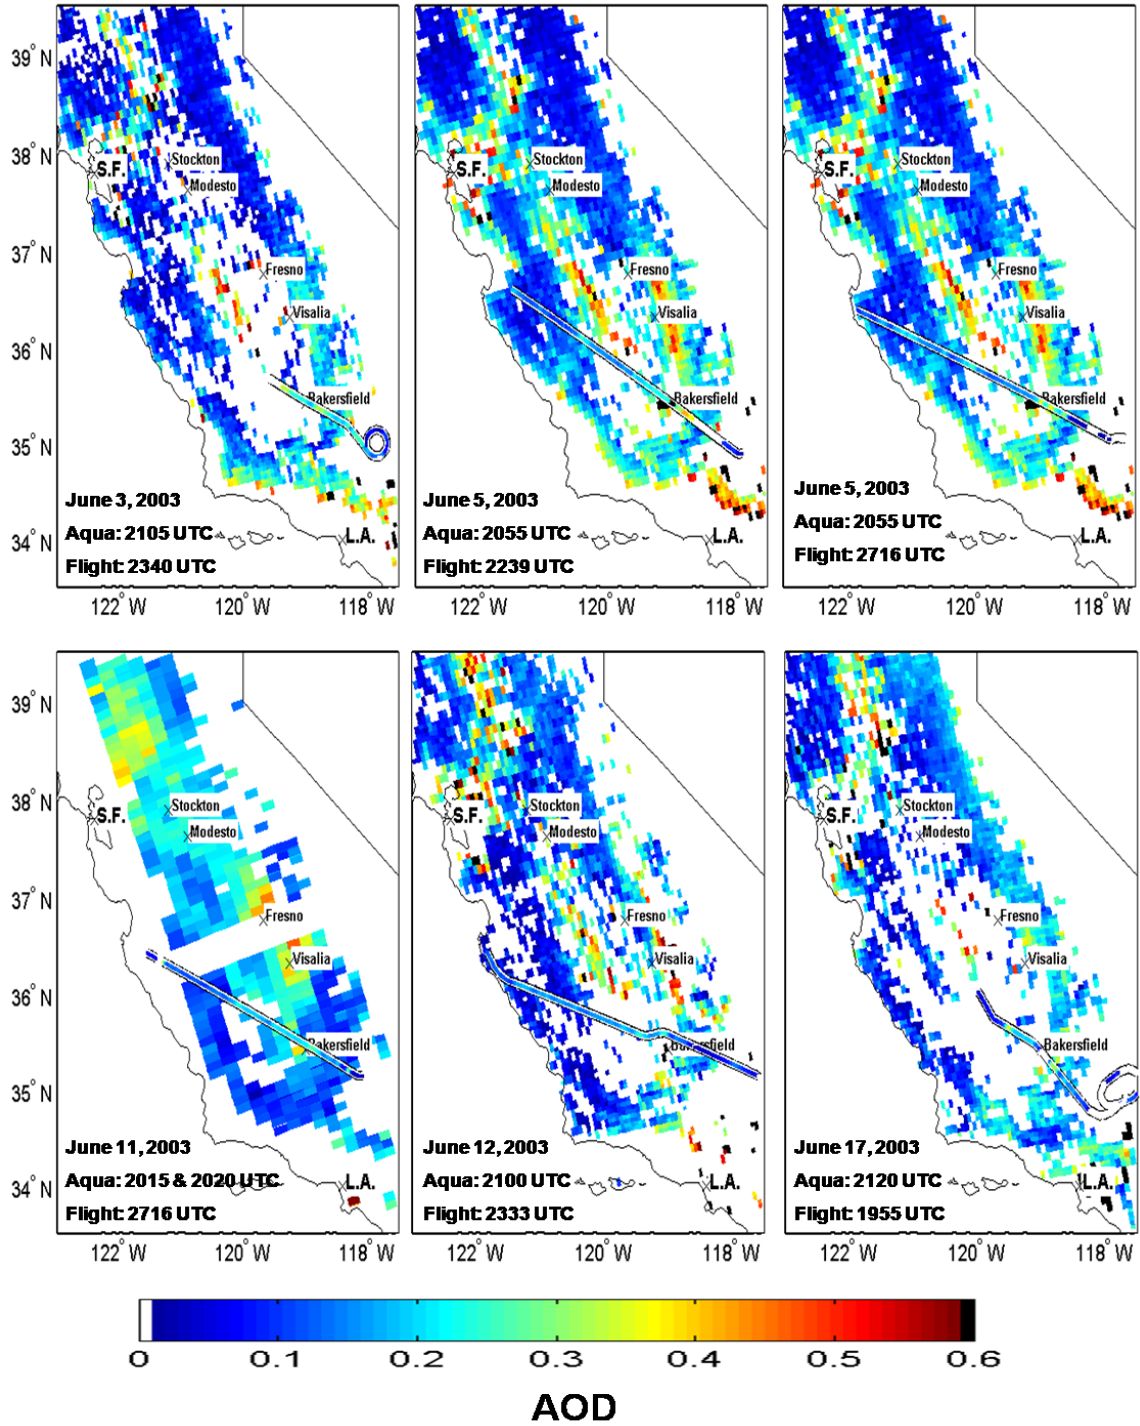 39° N
38° N
37° N
36° N
35° N
34° N
S.F.
Stockton
Modesto
Fresno
Visalia
Bakersfield
L.A.
June 3, 2003
Aqua: 2105 UTC
Flight: 2340 UTC
122° W
120° W
118° W
S.F.
Stockton
Modesto
Fresno
Visalia
Bakersfield
L.A.
June 5, 2003
Aqua: 2055 UTC
Flight: 2239 UTC
122° W
120° W
118° W
S.F.
Stockton
Modesto
Fresno
Visalia
Bakersfield
L.A.
June 5, 2003
Aqua: 2055 UTC
Flight: 2716 UTC
122° W
120° W
118° W
39° N
38° N
37° N
36° N
35° N
34° N
S.F.
Stockton
Modesto
Fresno
Visalia
Bakersfield
L.A.
June 11, 2003
Aqua: 2015 & 2020 UTC
Flight: 2716 UTC
122° W
120° W
118° W
S.F.
Stockton
Modesto
Fresno
Visalia
Bakersfield
L.A.
June 12, 2003
Aqua: 2100 UTC
Flight: 2333 UTC
122° W
120° W
118° W
S.F.
Stockton
Modesto
Fresno
Visalia
Bakersfield
L.A.
June 17, 2003
Aqua: 2120 UTC
Flight: 1955 UTC
122° W
120° W
118° W
0 0.1 0.2 0.3 0.4 0.5 0.6
AOD